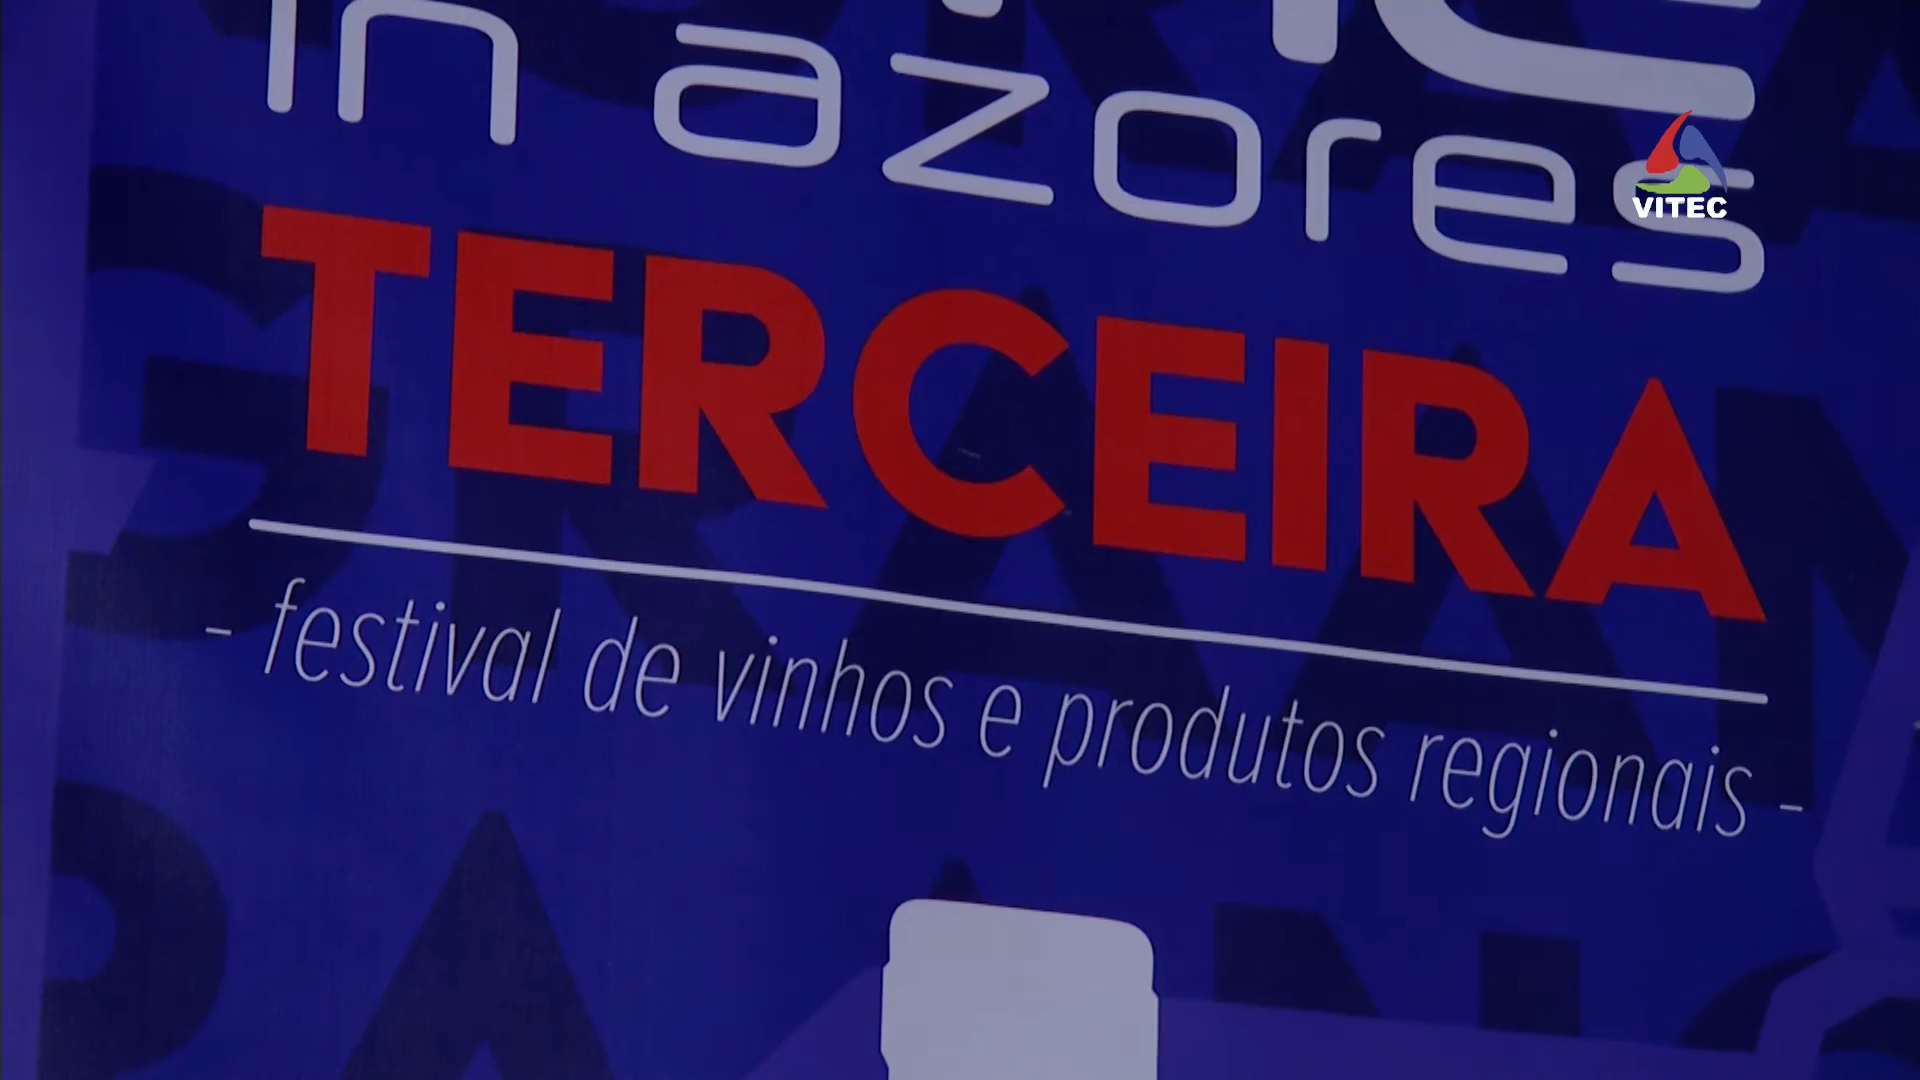 in azores
VITEC
TERCEIRA
- festival de vinhos e produtos regionais -